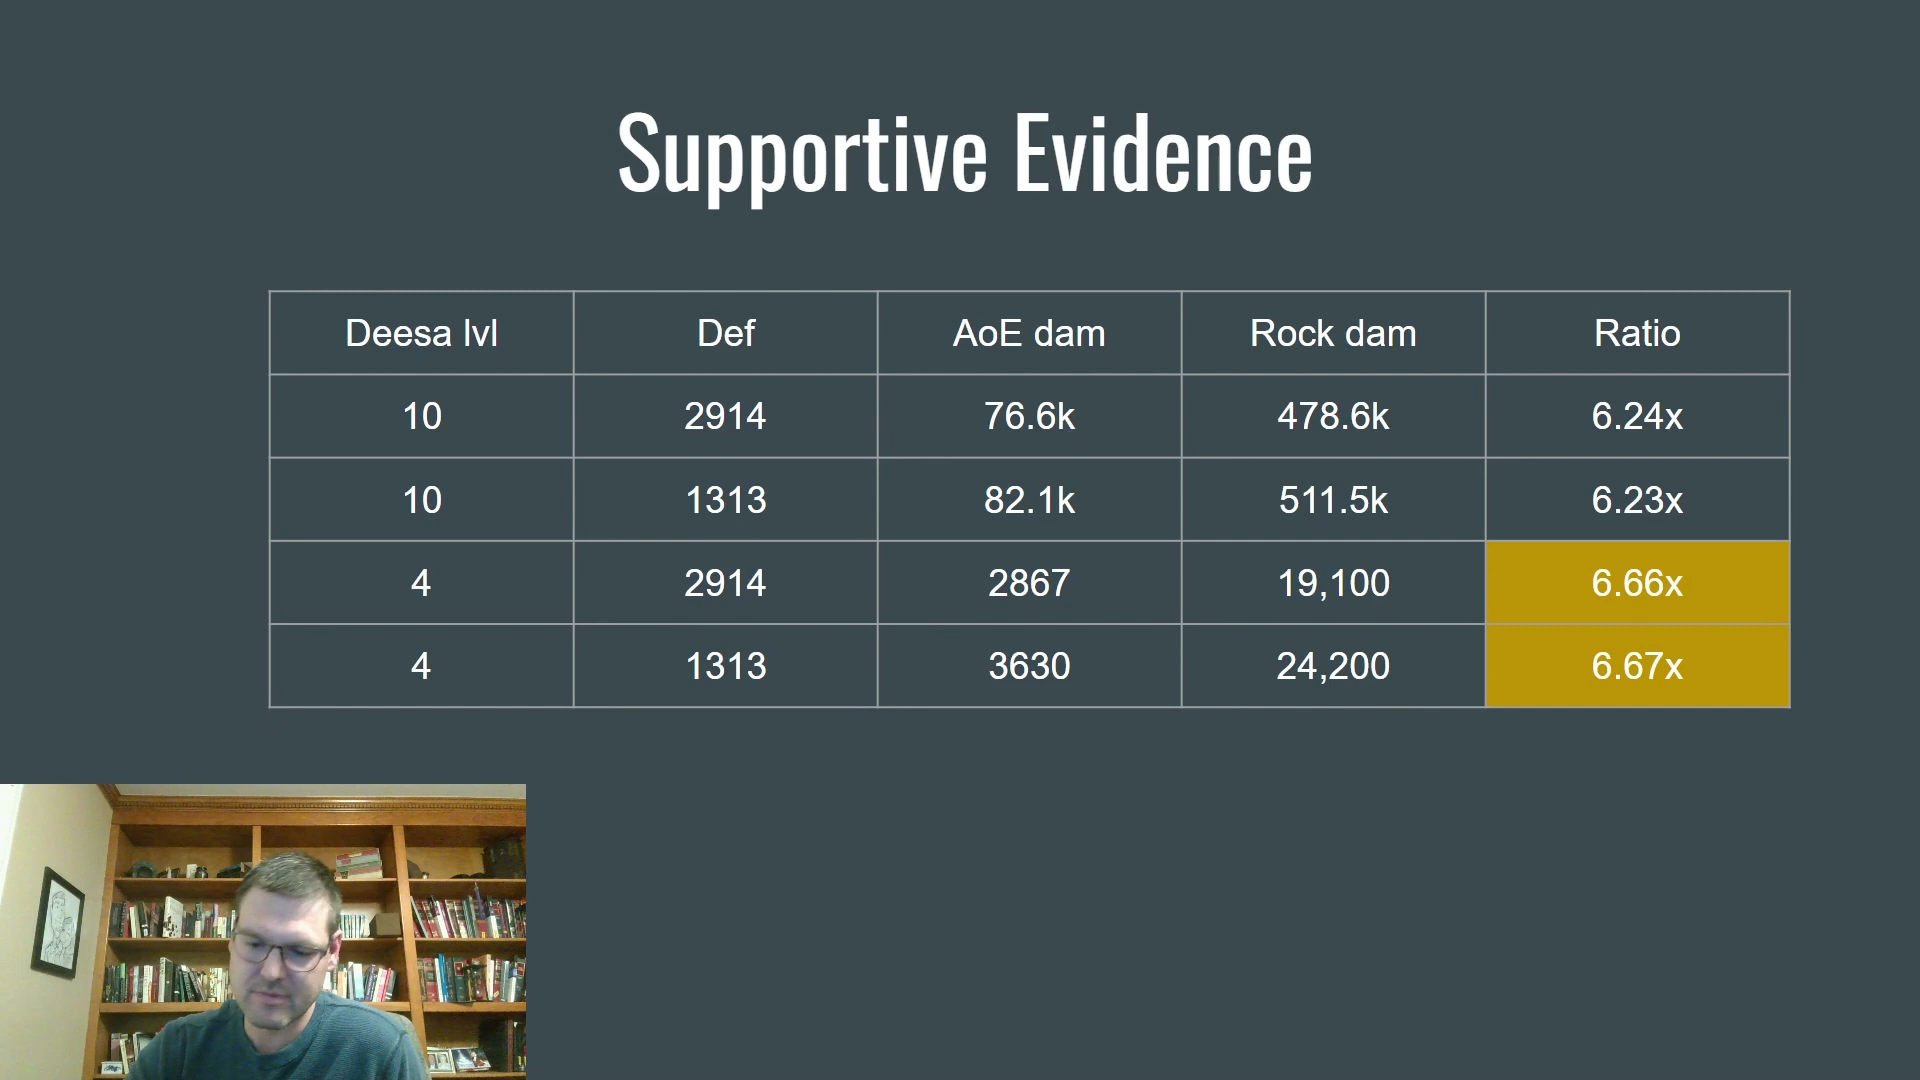 Supportive Evidence
Deesa lvl Def AoE dam Rock dam Ratio
10 2914 76.6k 478.6k 6.24x
10 1313 82.1k 511.5k 6.23x
4 2914 2867 19,100 6.66x
4 1313 3630 24,200 6.67x